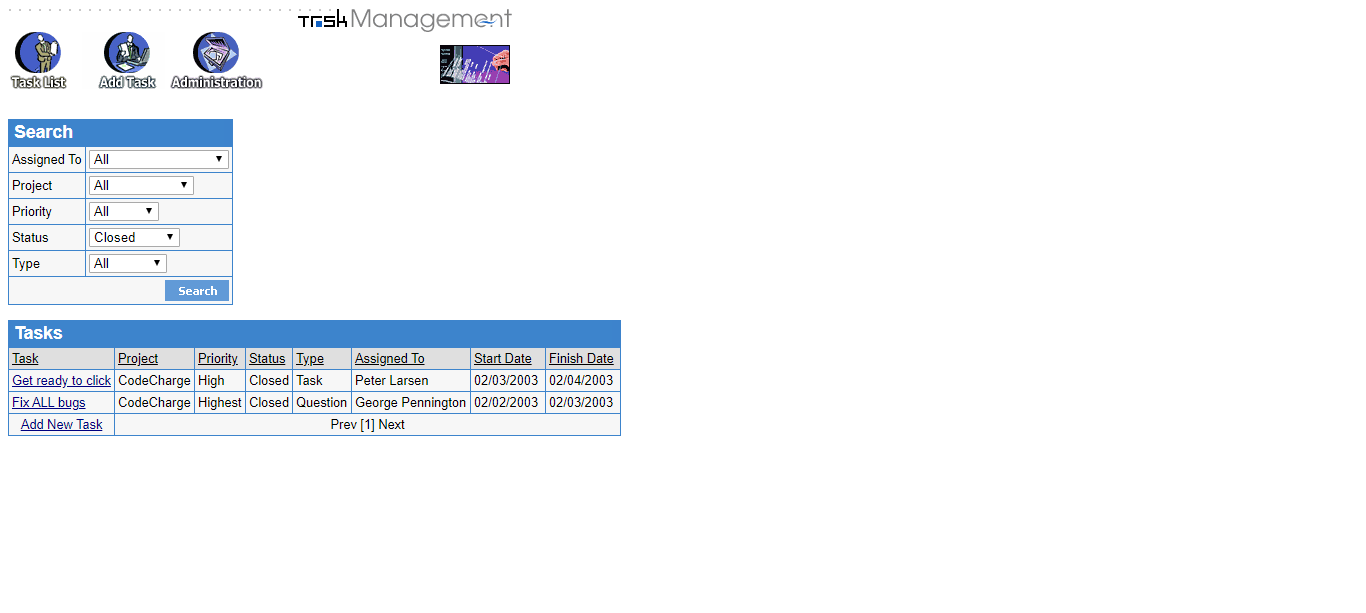 Task Management
Task List Add Task Administration
Search
Assigned To All
Project All
Priority All
Status Closed
Type All
Search
Tasks
Task Project Priority Status Type Assigned To Start Date Finish Date
Get ready to click CodeCharge High Closed Task Peter Larsen 02/03/2003 02/04/2003
Fix ALL bugs CodeCharge Highest Closed Question George Pennington 02/02/2003 02/03/2003
Add New Task Prev [1] Next